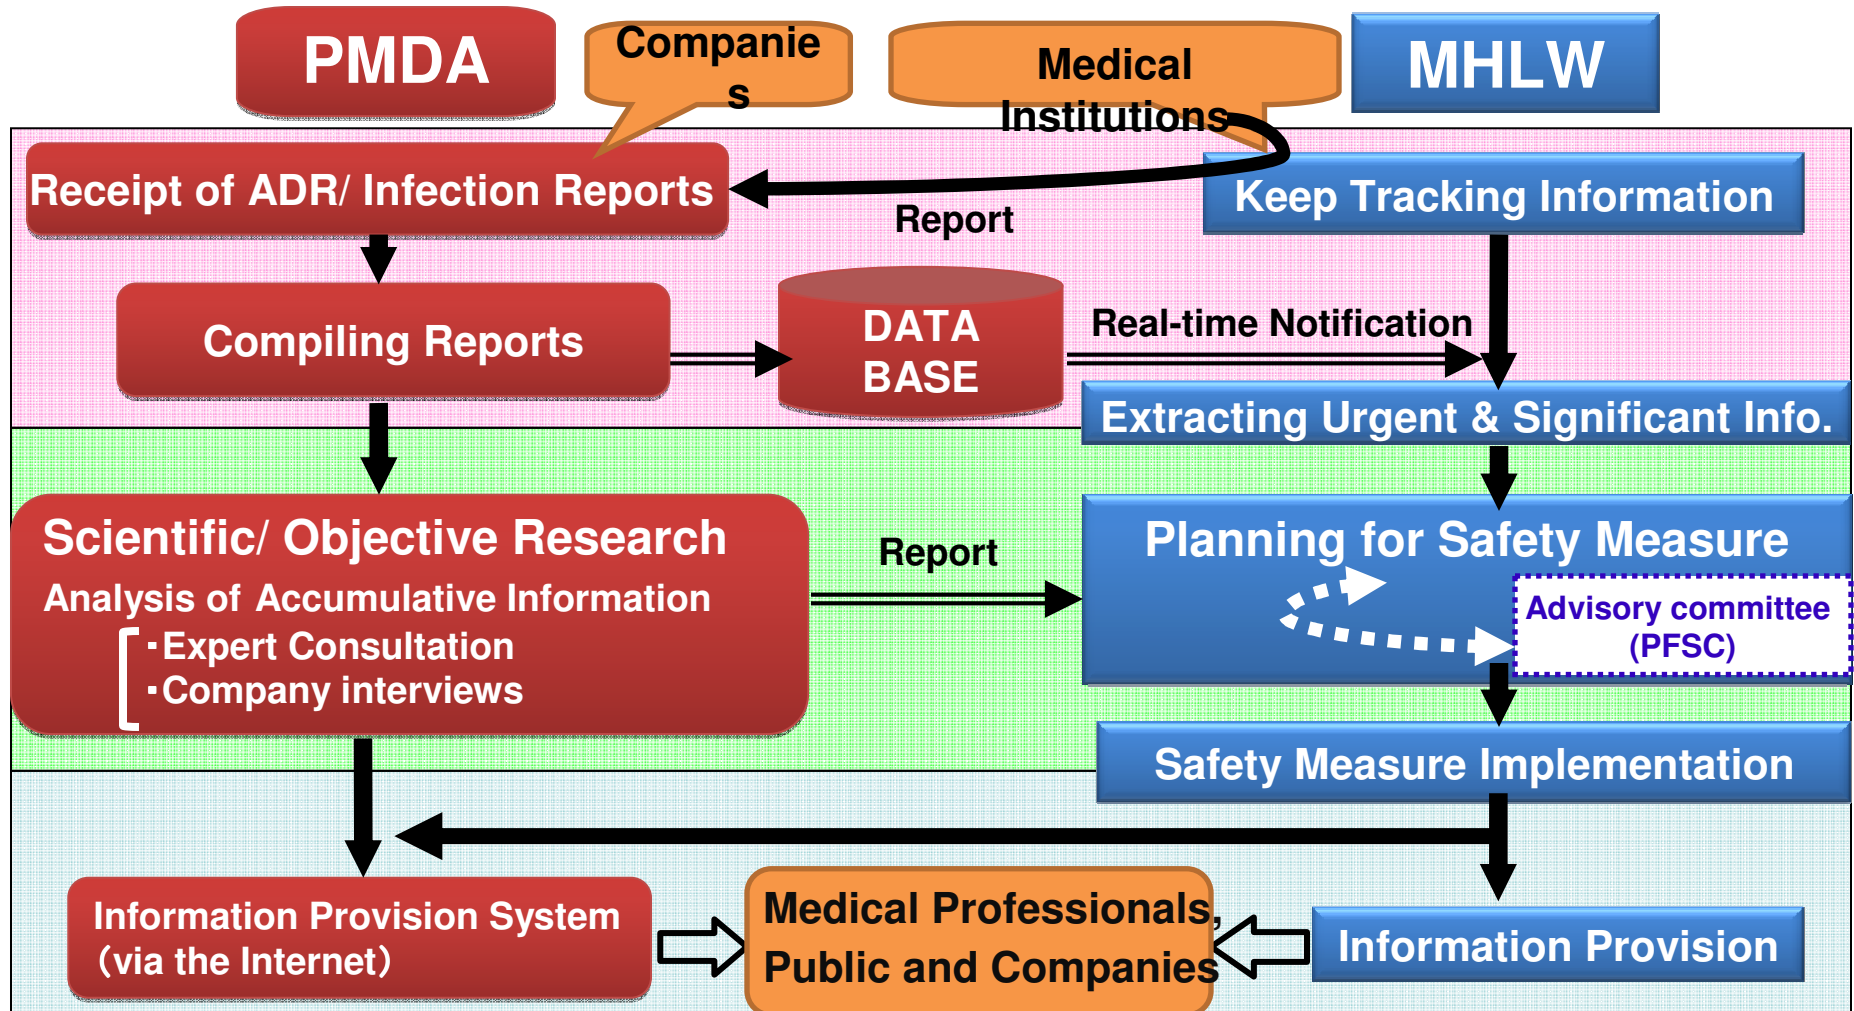 PMDA
Companie
s
Medical
Institutions
MHLW
Receipt of ADR/ Infection Reports
Report
Keep Tracking Information
Compiling Reports
DATA
BASE
Real-time Notification
Extracting Urgent & Significant Info.
Scientific/ Objective Research
Analysis of Accumulative Information
・Expert Consultation
・Company interviews
Report
Planning for Safety Measure
Advisory committee
(PFSC)
Safety Measure Implementation
Information Provision System
（via the Internet）
Medical Professionals,
Public and Companies
Information Provision